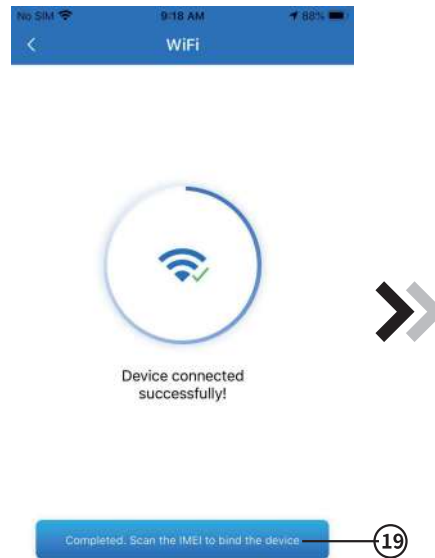 No SIM 9:18 AM 88%
WiFi
Device connected
successfully!
Completed. Scan the IMEI to bind the device
19